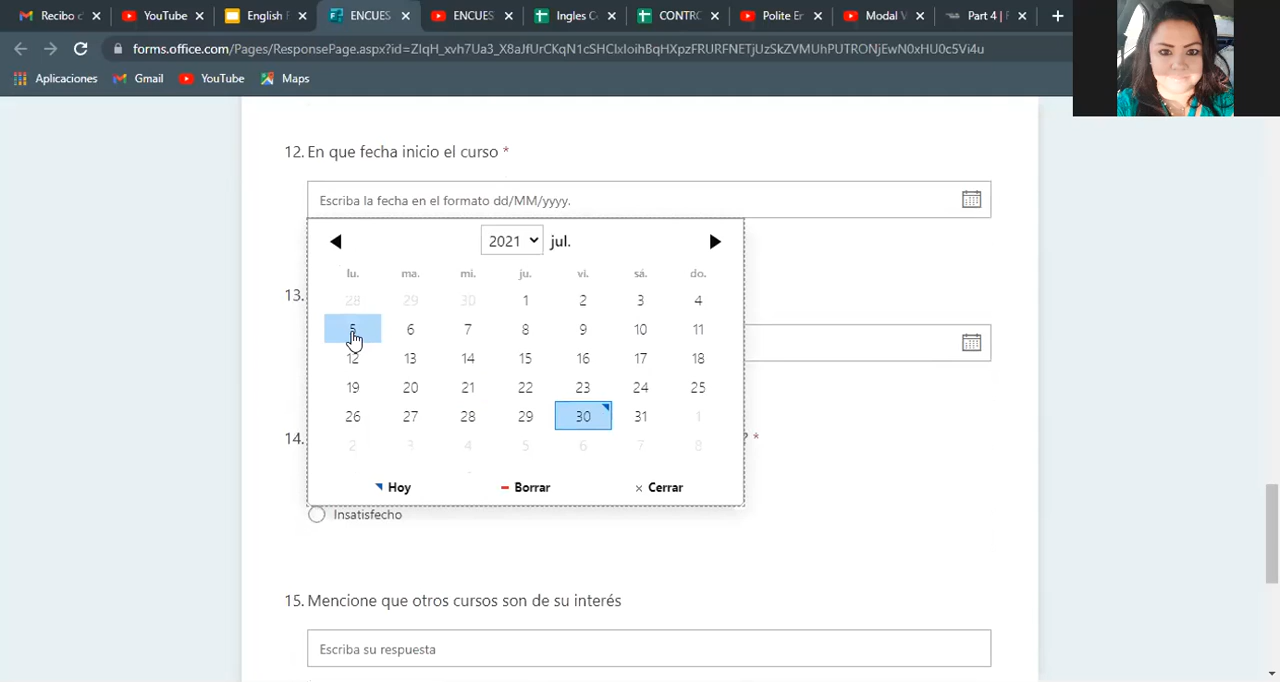 Recibo c
YouTube
English F
ENCUES
ENCUES
Ingles C
CONTRC
Polite Er
Modal V
Part 4 | F
forms.office.com/Pages/ResponsePage.aspx?id=ZIqH_xvh7Ua3_X8aJfUrCKqN1cSHCIxIoihBqHXpzFRURFNETjUzSkZVMUhPUTRONjEwN0xHU0c5Vi4u
Aplicaciones
Gmail
YouTube
Maps
12. En que fecha inicio el curso *
Escriba la fecha en el formato dd/MM/yyyy.
2021 jul.
lu. ma. mi. ju. vi. sá. do.
28 29 30 1 2 3 4
5 6 7 8 9 10 11
12 13 14 15 16 17 18
19 20 21 22 23 24 25
26 27 28 29 30 31 1
2 3 4 5 6 7 8
Hoy Borrar Cerrar
13.
14. ? *
Insatisfecho
15. Mencione que otros cursos son de su interés
Escriba su respuesta